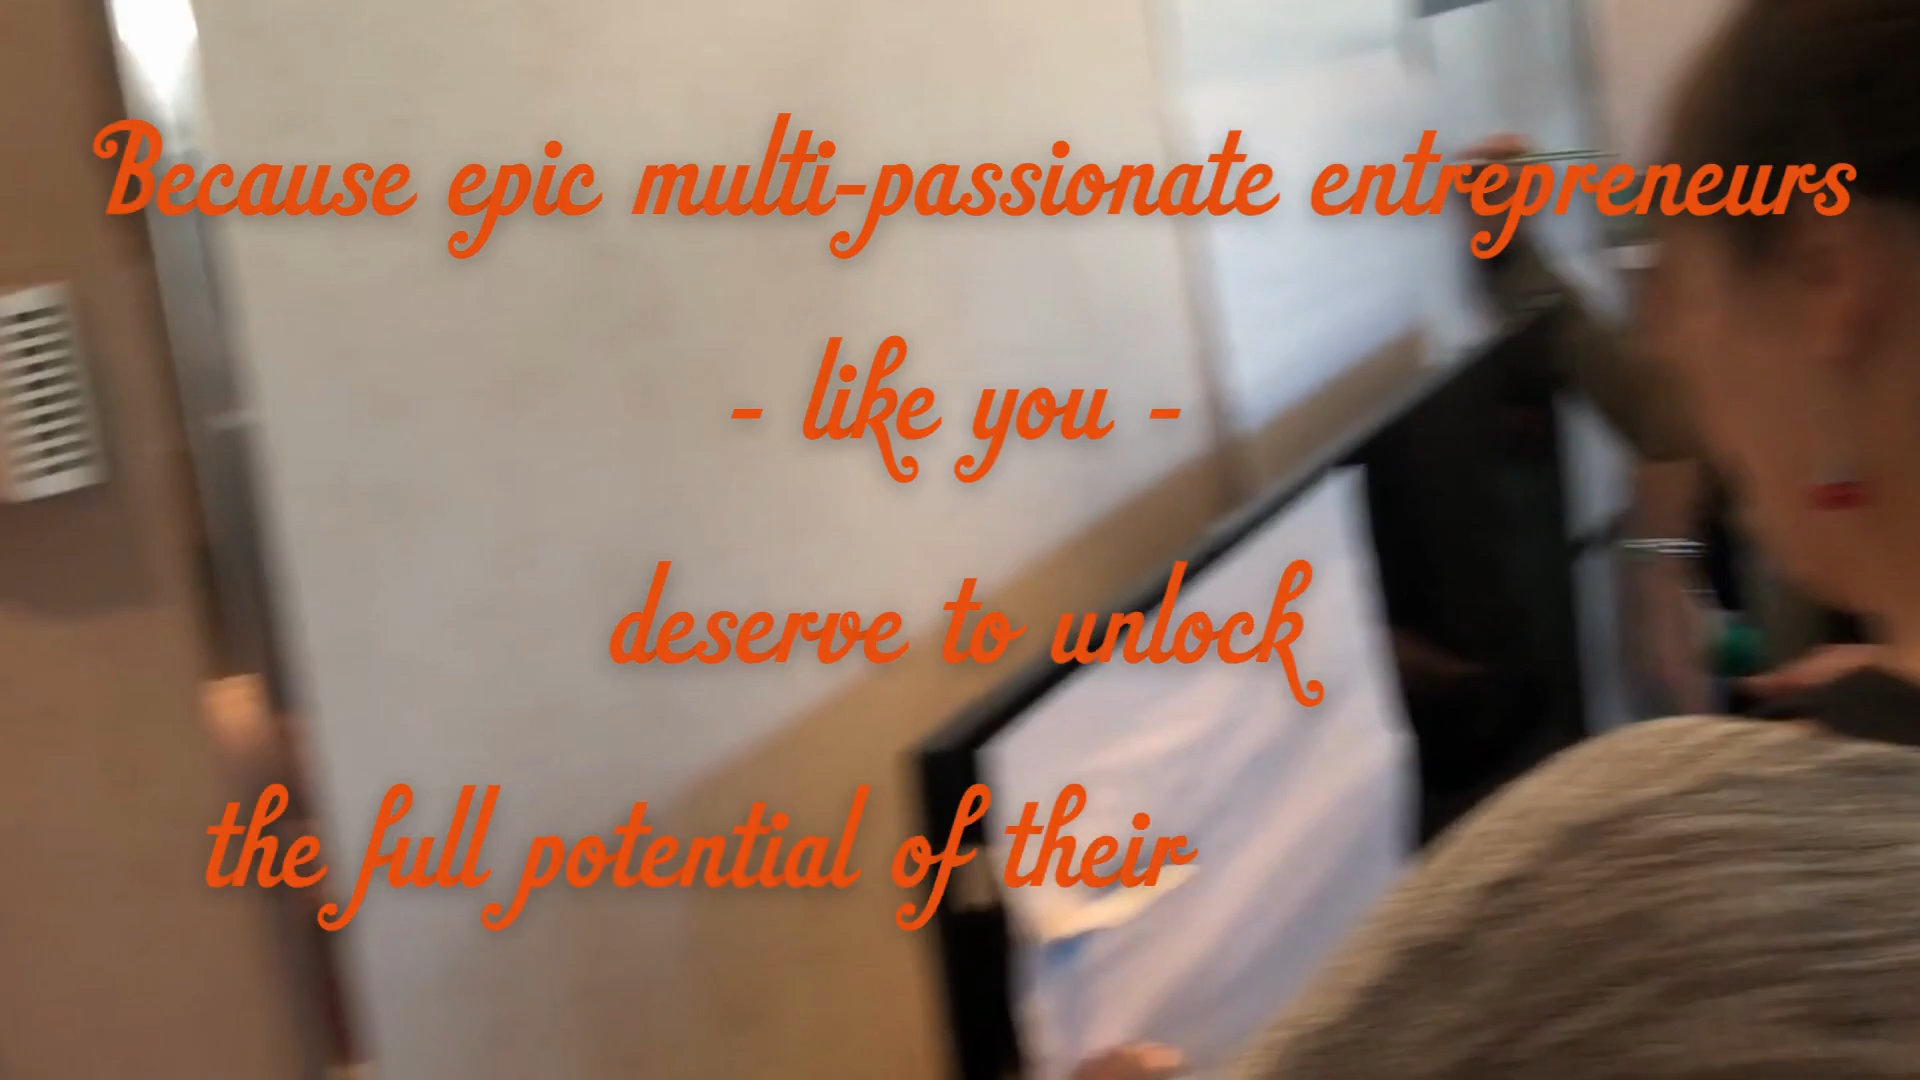 Because epic multi-passionate entrepreneurs
- like you -
deserve to unlock
the full potential of their